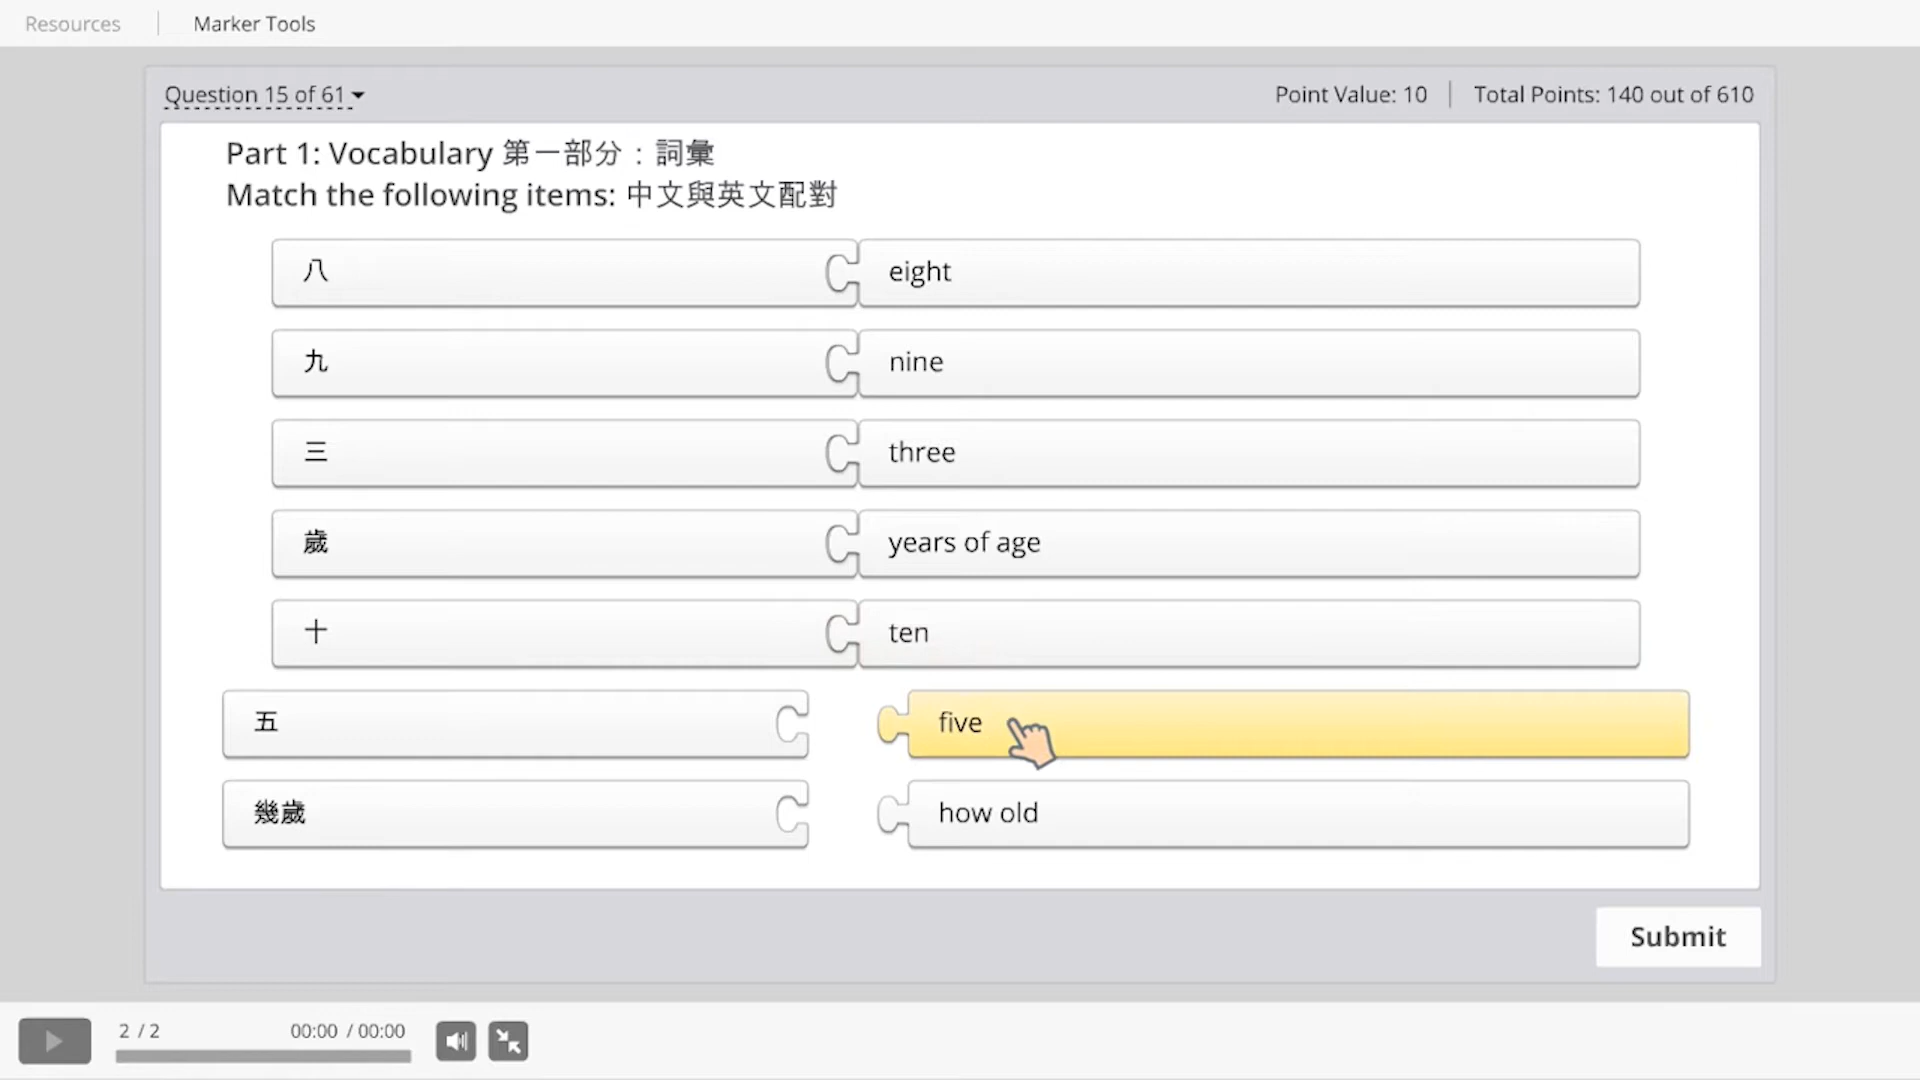 Resources
Marker Tools
Question 15 of 61
Point Value: 10
Total Points: 140 out of 610
Part 1: Vocabulary 第一部分：詞彙
Match the following items: 中文與英文配對
八
eight
九
nine
三
three
歲
years of age
十
ten
五
five
幾歲
how old
Submit
2 / 2
00:00 / 00:00